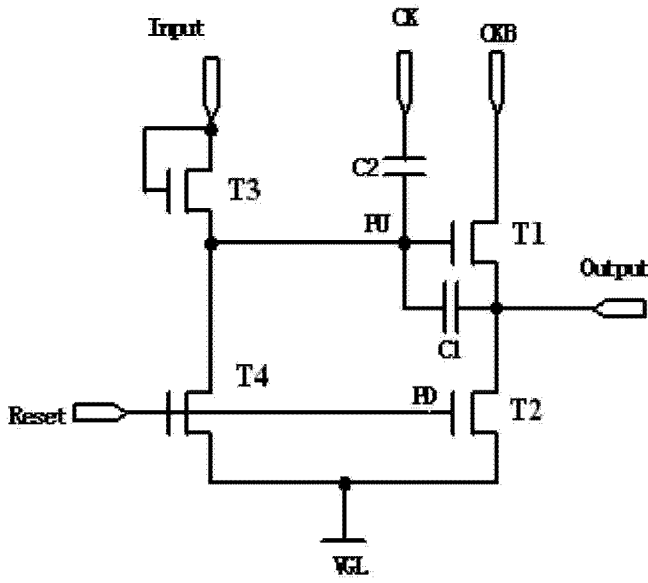 Input
CK
CKB
C2
T3
PU
T1
Output
C1
T4
Reset
PD
T2
VGL